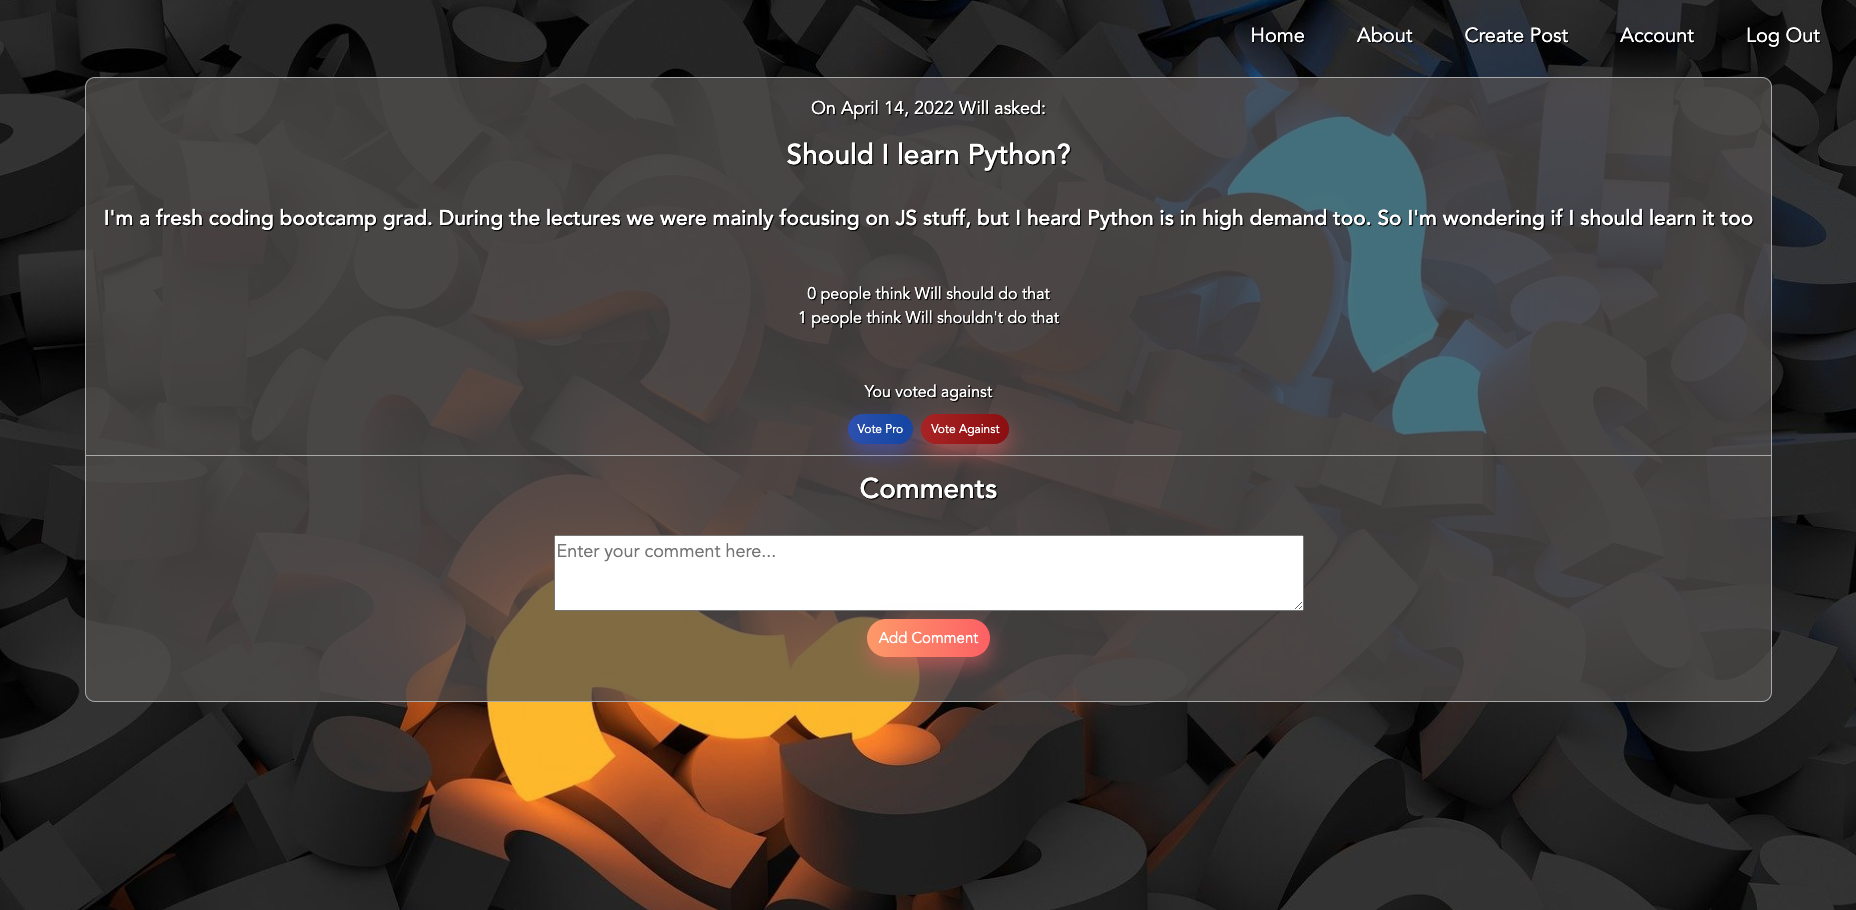 Home About Create Post Account Log Out
On April 14, 2022 Will asked:
Should I learn Python?
I'm a fresh coding bootcamp grad. During the lectures we were mainly focusing on JS stuff, but I heard Python is in high demand too. So I'm wondering if I should learn it too
0 people think Will should do that
1 people think Will shouldn't do that
You voted against
Vote Pro Vote Against
Comments
Enter your comment here...
Add Comment